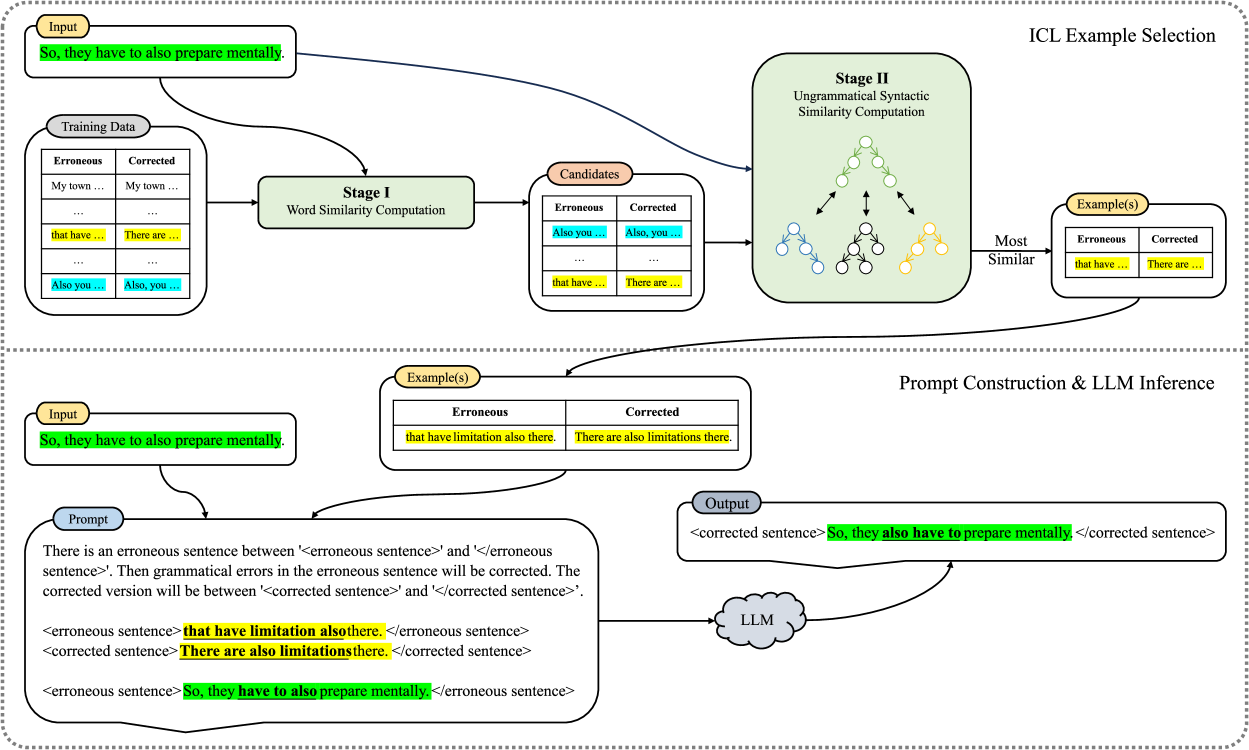 Input
So, they have to also prepare mentally.
ICL Example Selection
Training Data
Erroneous Corrected
My town … My town …
… …
that have … There are …
… …
Also you … Also, you …
Stage I
Word Similarity Computation
Candidates
Erroneous Corrected
Also you … Also, you …
… …
that have … There are …
Stage II
Ungrammatical Syntactic
Similarity Computation
Most
Similar
Example(s)
Erroneous Corrected
that have … There are …
Prompt Construction & LLM Inference
Input
So, they have to also prepare mentally.
Example(s)
Erroneous Corrected
that have limitation also there. There are also limitations there.
Prompt
There is an erroneous sentence between '<erroneous sentence>' and '</erroneous
sentence>'. Then grammatical errors in the erroneous sentence will be corrected. The
corrected version will be between '<corrected sentence>' and '</corrected sentence>’.
<erroneous sentence> that have limitation also there. </erroneous sentence>
<corrected sentence> There are also limitations there. </corrected sentence>
<erroneous sentence> So, they have to also prepare mentally. </erroneous sentence>
LLM
Output
<corrected sentence> So, they also have to prepare mentally. </corrected sentence>